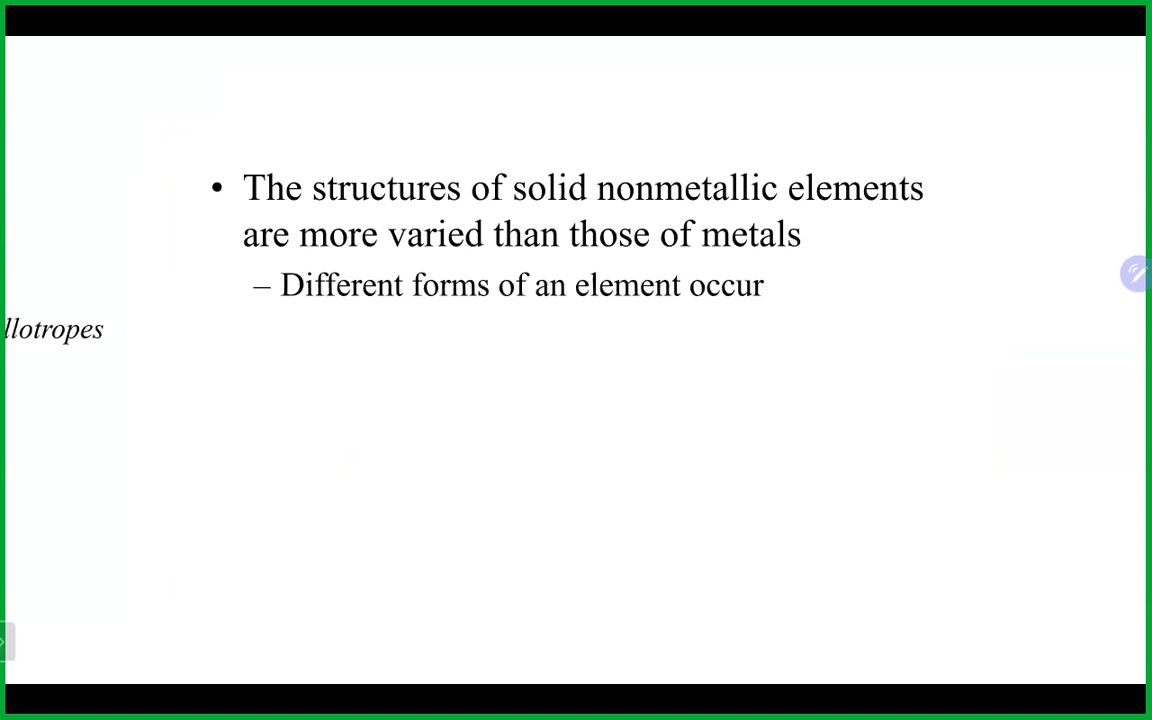 • The structures of solid nonmetallic elements
are more varied than those of metals
– Different forms of an element occur
llotropes